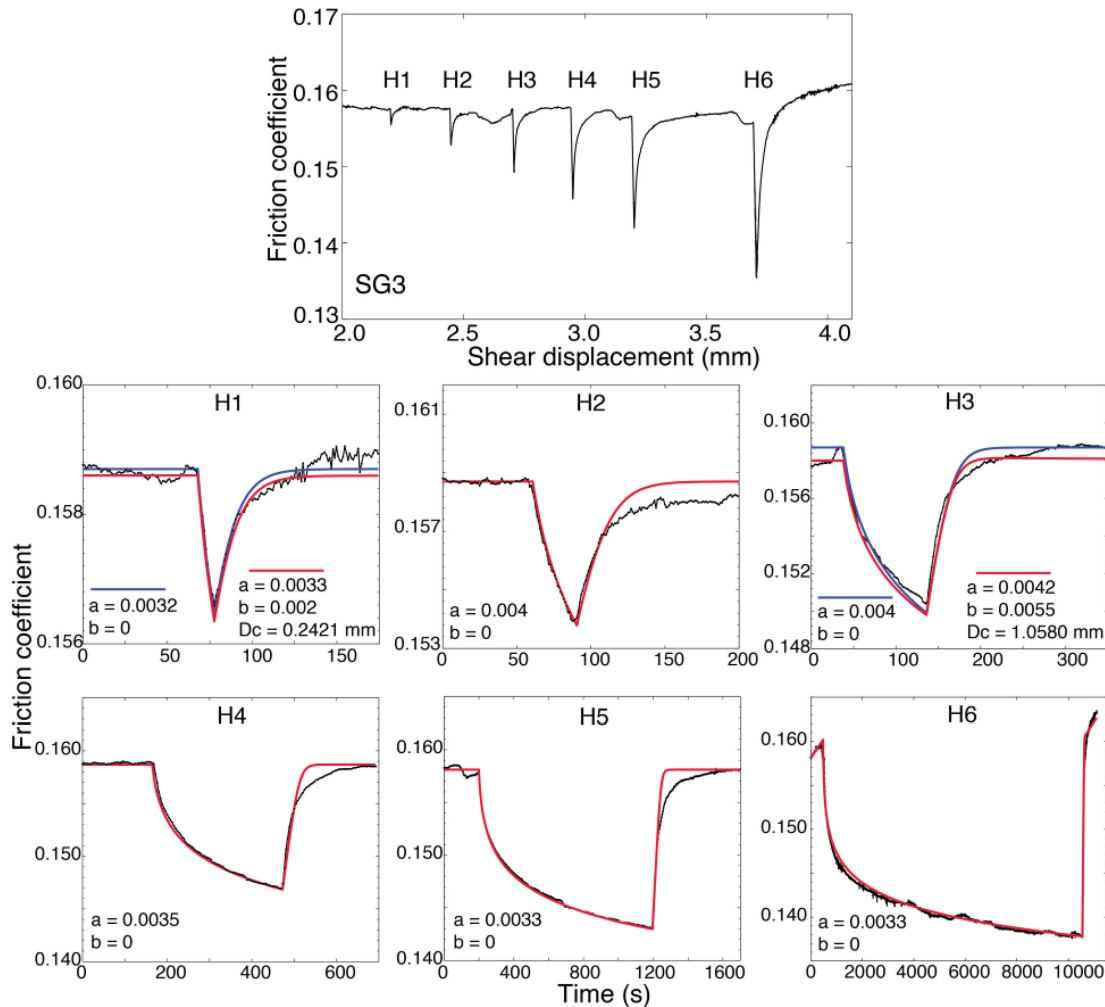 0.17
0.16
0.15
0.14
0.13
Friction coefficient
H1 H2 H3 H4 H5 H6
SG3
2.0 2.5 3.0 3.5 4.0
Shear displacement (mm)
Friction coefficient
H1
0.160
0.158
0.156
a = 0.0032
b = 0
a = 0.0033
b = 0.002
Dc = 0.2421 mm
0 50 100 150
H2
0.161
0.157
0.153
a = 0.004
b = 0
0 50 100 150 200
H3
0.160
0.156
0.152
0.148
a = 0.004
b = 0
a = 0.0042
b = 0.0055
Dc = 1.0580 mm
0 100 200 300
H4
0.160
0.150
0.140
a = 0.0035
b = 0
0 200 400 600
H5
0.160
0.150
0.140
a = 0.0033
b = 0
0 400 800 1200 1600
H6
0.160
0.150
0.140
a = 0.0033
b = 0
0 2000 4000 6000 8000 10000
Time (s)